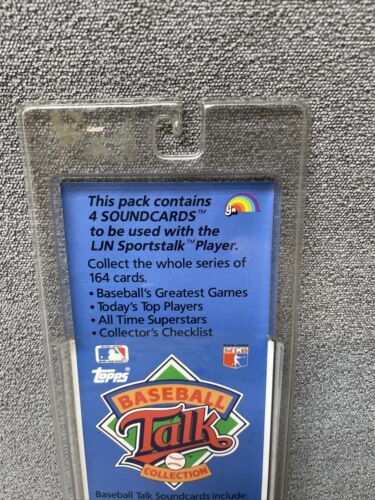 This pack contains
4 SOUNDCARDS™
to be used with the
LJN Sportstalk™ Player.
Collect the whole series of
164 cards.
• Baseball's Greatest Games
• Today's Top Players
• All Time Superstars
• Collector's Checklist
LJN
Topps
MLB
BASEBALL
Talk
COLLECTION
Baseball Talk Soundcards include: